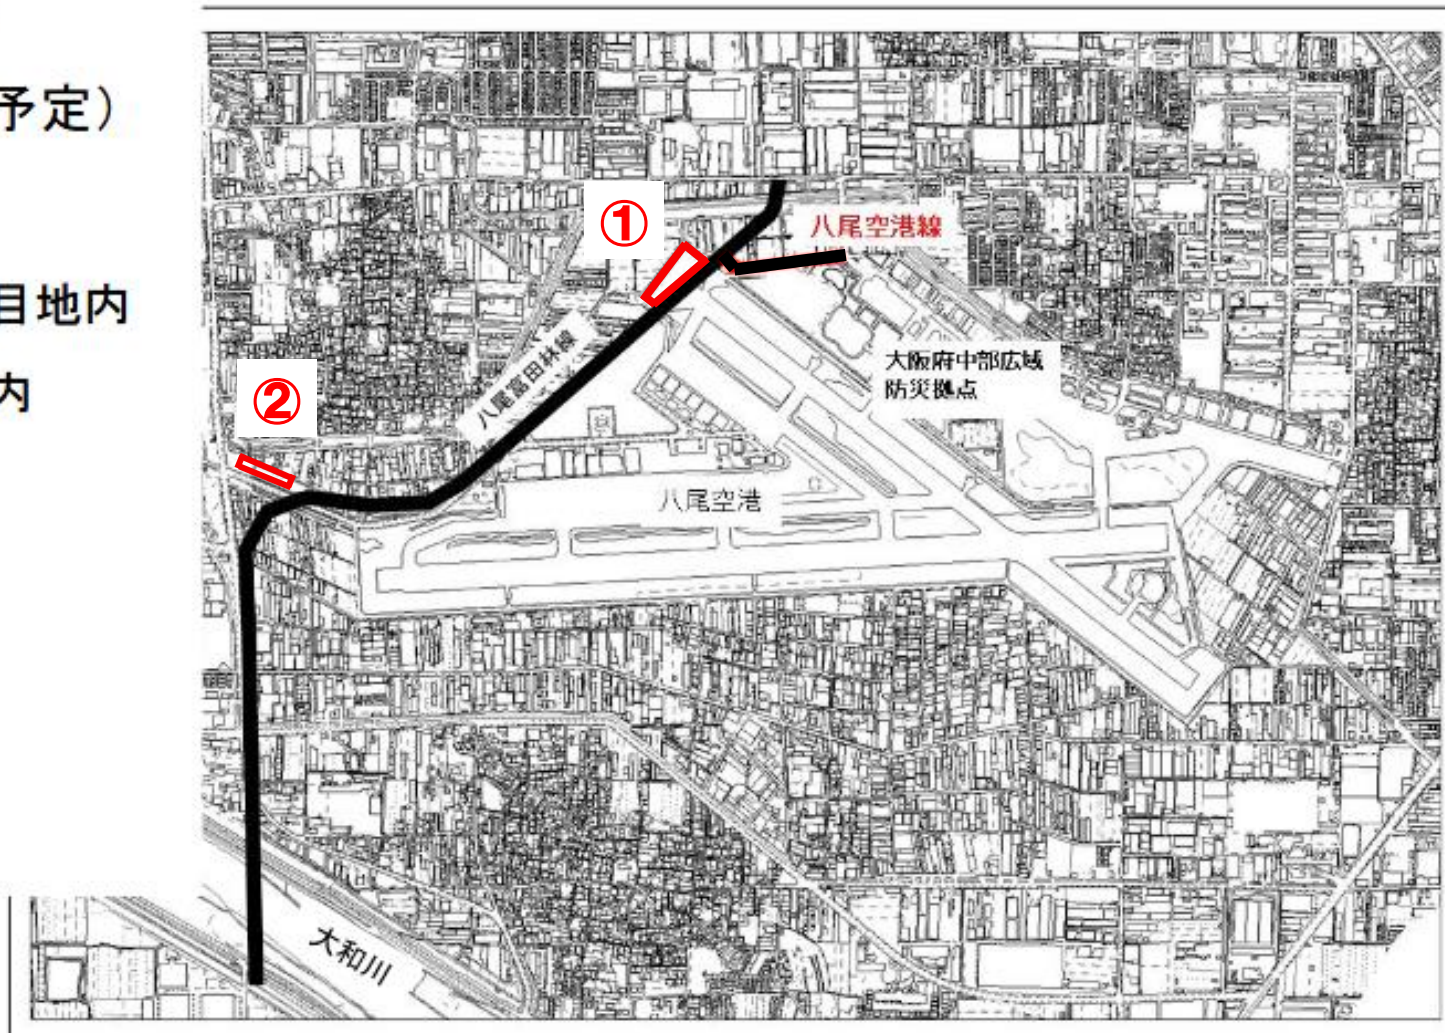 予定）
目地内
内
①
八尾空港線
八尾富田林線
大阪府中部広域
防災拠点
②
八尾空港
大和川